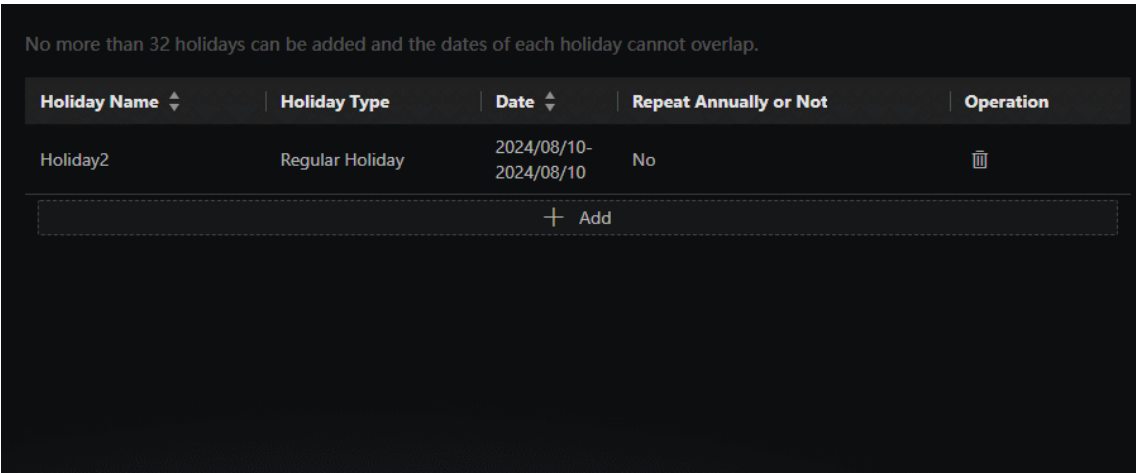 No more than 32 holidays can be added and the dates of each holiday cannot overlap.
Holiday Name Holiday Type Date Repeat Annually or Not Operation
Holiday2 Regular Holiday 2024/08/10- No
2024/08/10
Add